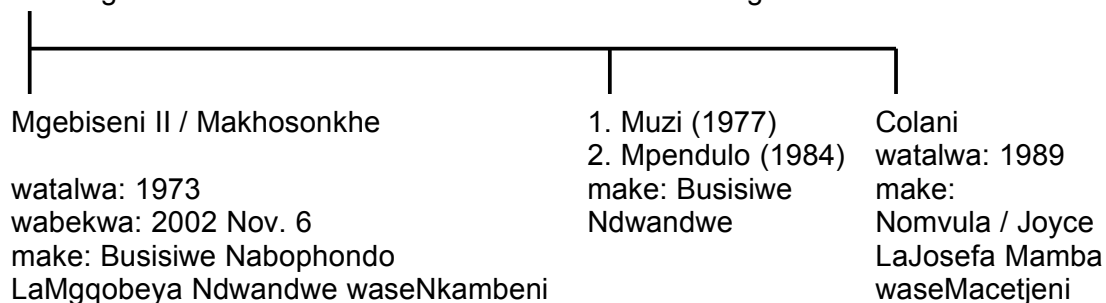 Mgebiseni II / Makhosonkhe
watalwa: 1973
wabekwa: 2002 Nov. 6
make: Busisiwe Nabophondo
LaMgqobeya Ndwandwe waseNkambeni
1. Muzi (1977)
2. Mpendulo (1984)
make: Busisiwe
Ndwandwe
Colani
watalwa: 1989
make:
Nomvula / Joyce
LaJosefa Mamba
waseMacetjeni